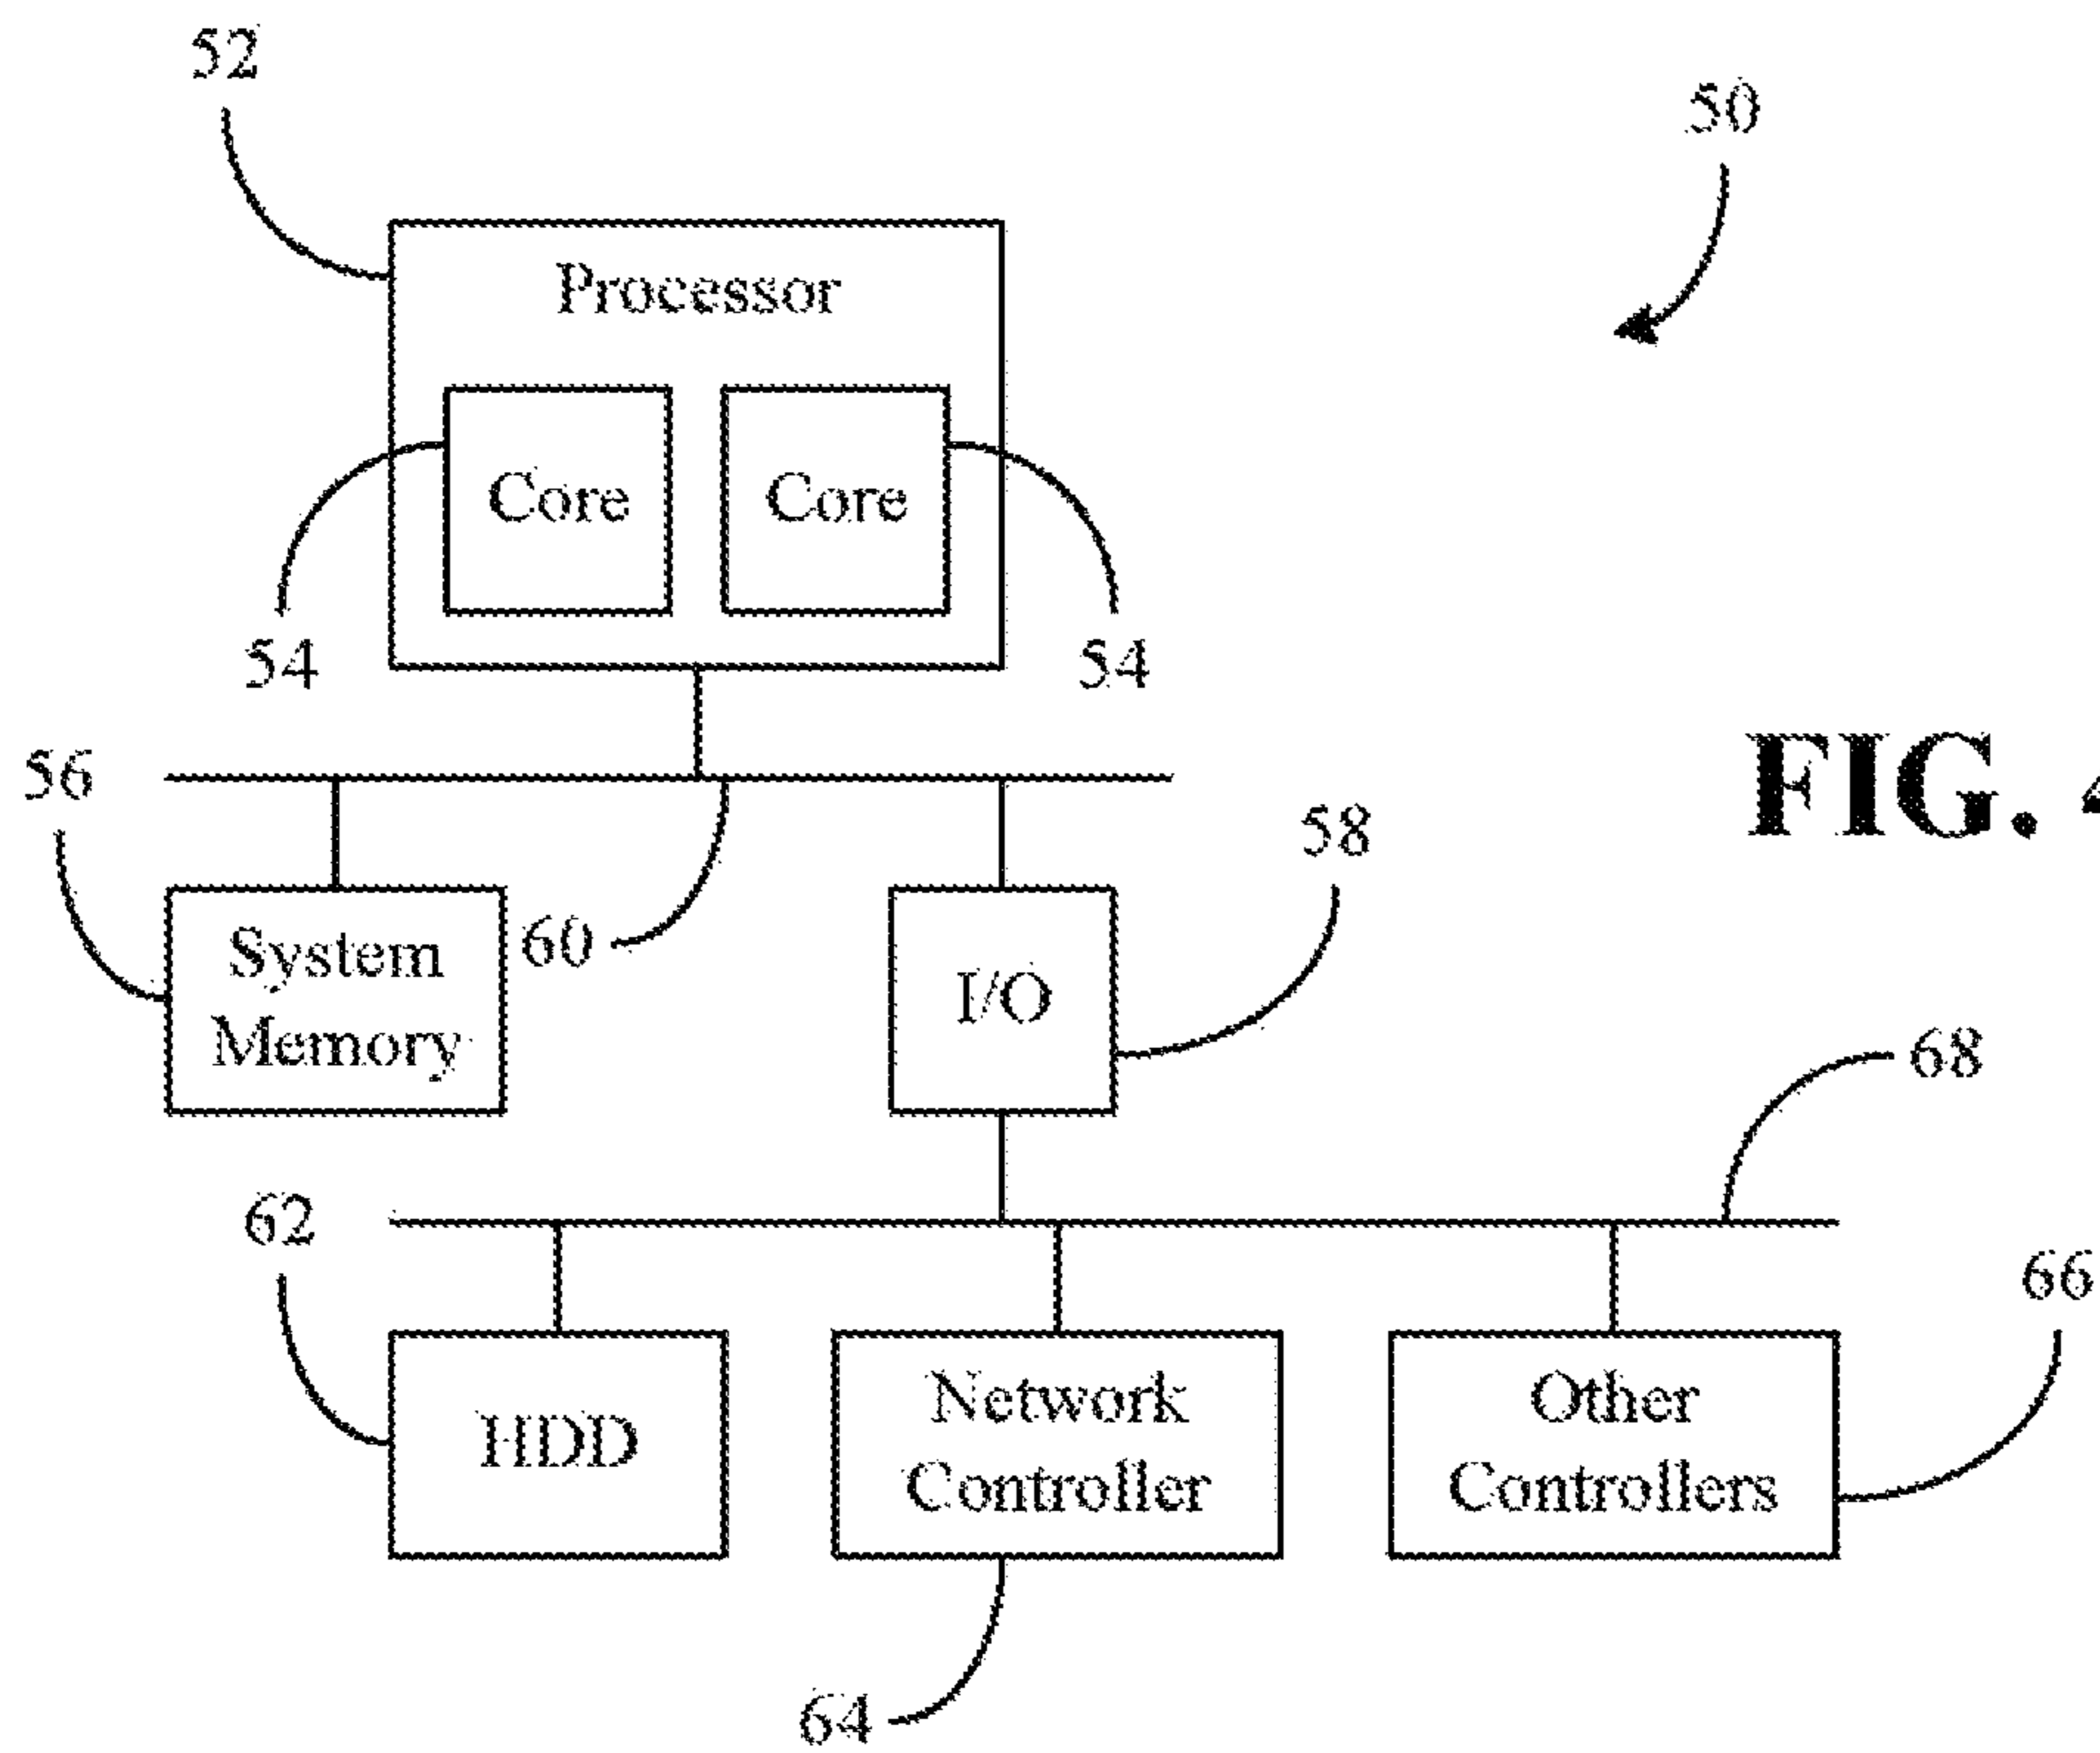 52
50
Processor
Core
Core
54
54
56
FIG.
58
System
Memory
60
I/O
68
62
66
HDD
Network
Controller
Other
Controllers
64